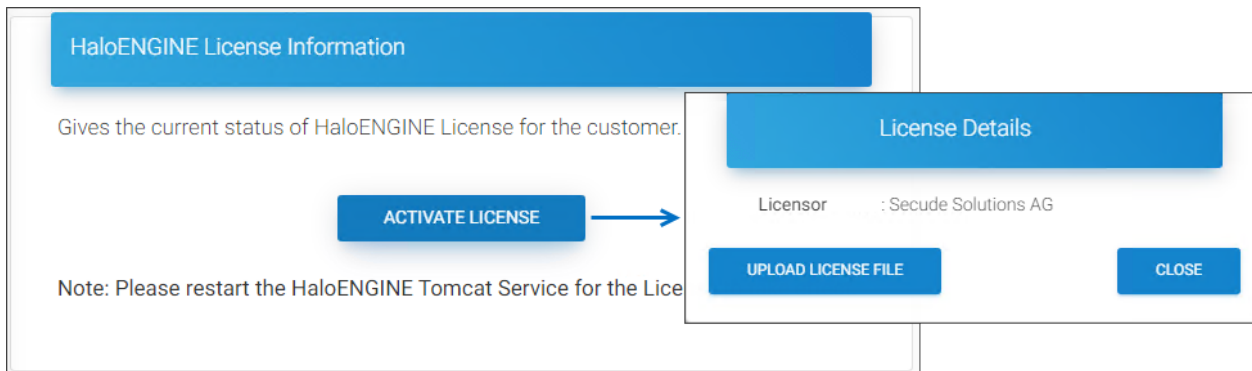 HaloENGINE License Information
Gives the current status of HaloENGINE License for the customer.
ACTIVATE LICENSE
Note: Please restart the HaloENGINE Tomcat Service for the Lice
License Details
Licensor : Secude Solutions AG
UPLOAD LICENSE FILE
CLOSE